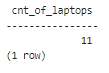 cnt_of_laptops
----------------
11
(1 row)